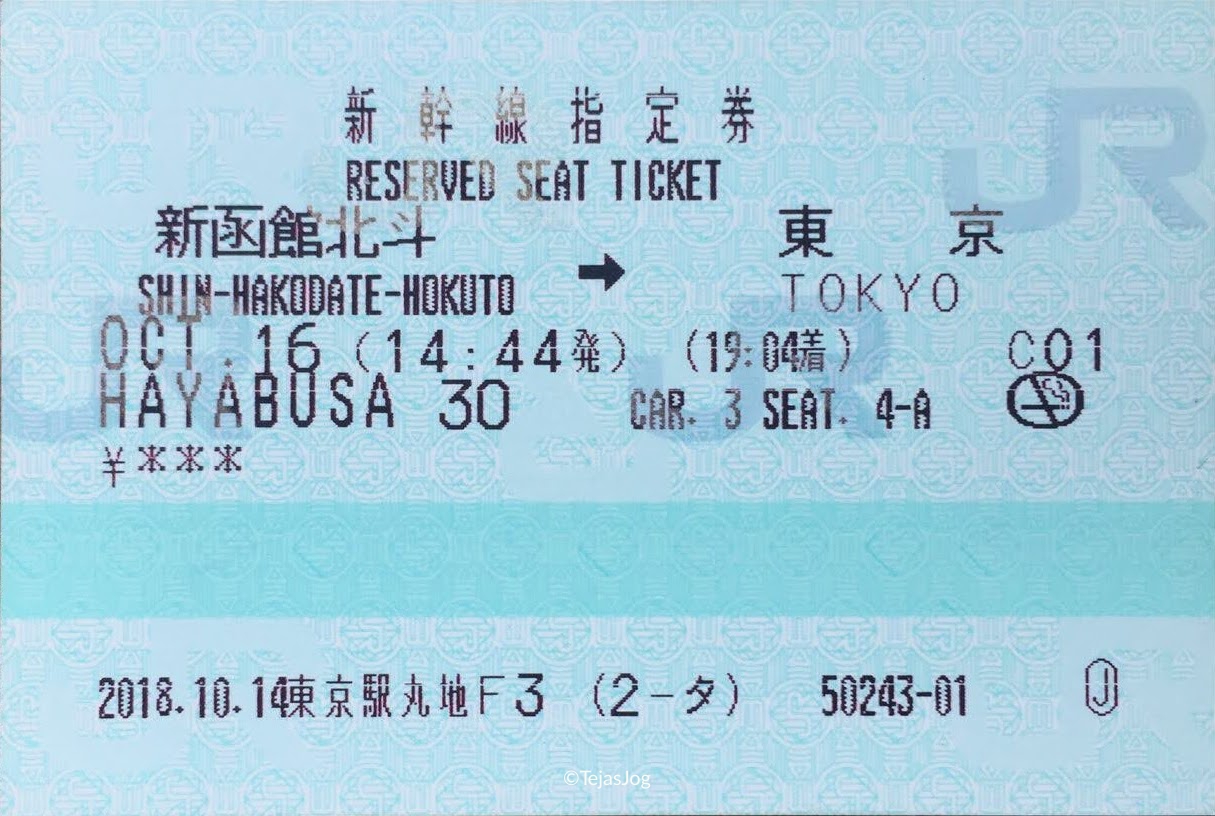 新幹線指定券
RESERVED SEAT TICKET
新函館北斗 ➡ 東京
SHIN-HAKODATE-HOKUTO TOKYO
OCT.16 (14:44発) (19:04着) C01
HAYABUSA 30 CAR. 3 SEAT. 4-A
¥***
2018.10.14東京駅丸地F3 (2-タ) 50243-01 J
JR
JR
©TejasJog